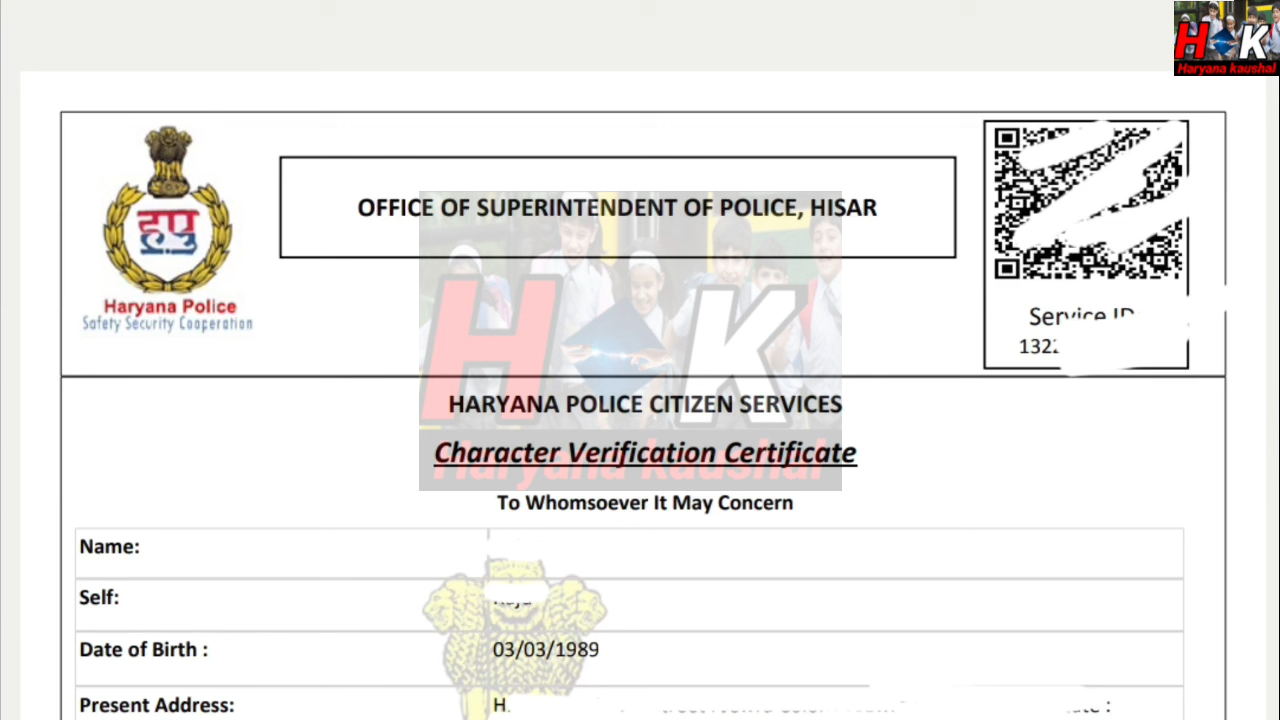 H K
Haryana kaushal
ह पु
Haryana Police
Safety Security Cooperation
OFFICE OF SUPERINTENDENT OF POLICE, HISAR
Service ID
132
H K
Haryana kaushal
HARYANA POLICE CITIZEN SERVICES
Character Verification Certificate
To Whomsoever It May Concern
Name:
Self:
Date of Birth : 03/03/1989
Present Address: H.